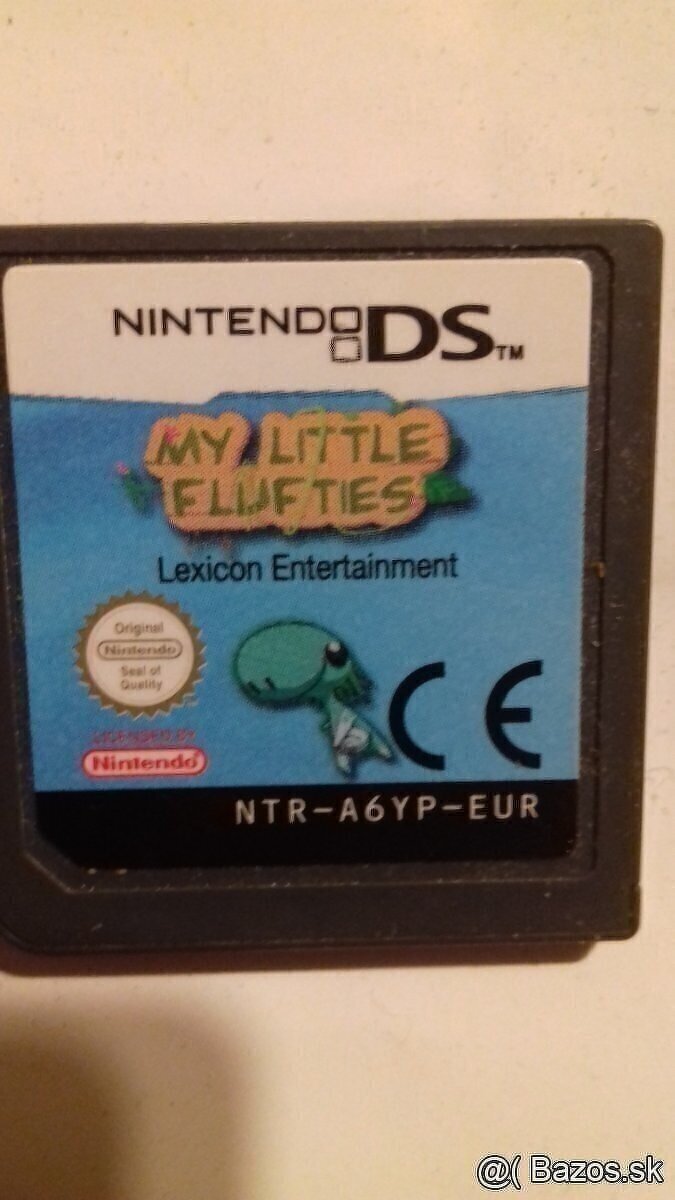 NINTENDO DS™
MY LITTLE
FLUFTIES
Lexicon Entertainment
Original
Nintendo
Seal of
Quality
LICENSED BY
Nintendo
CE
NTR-A6YP-EUR
@( Bazos.sk